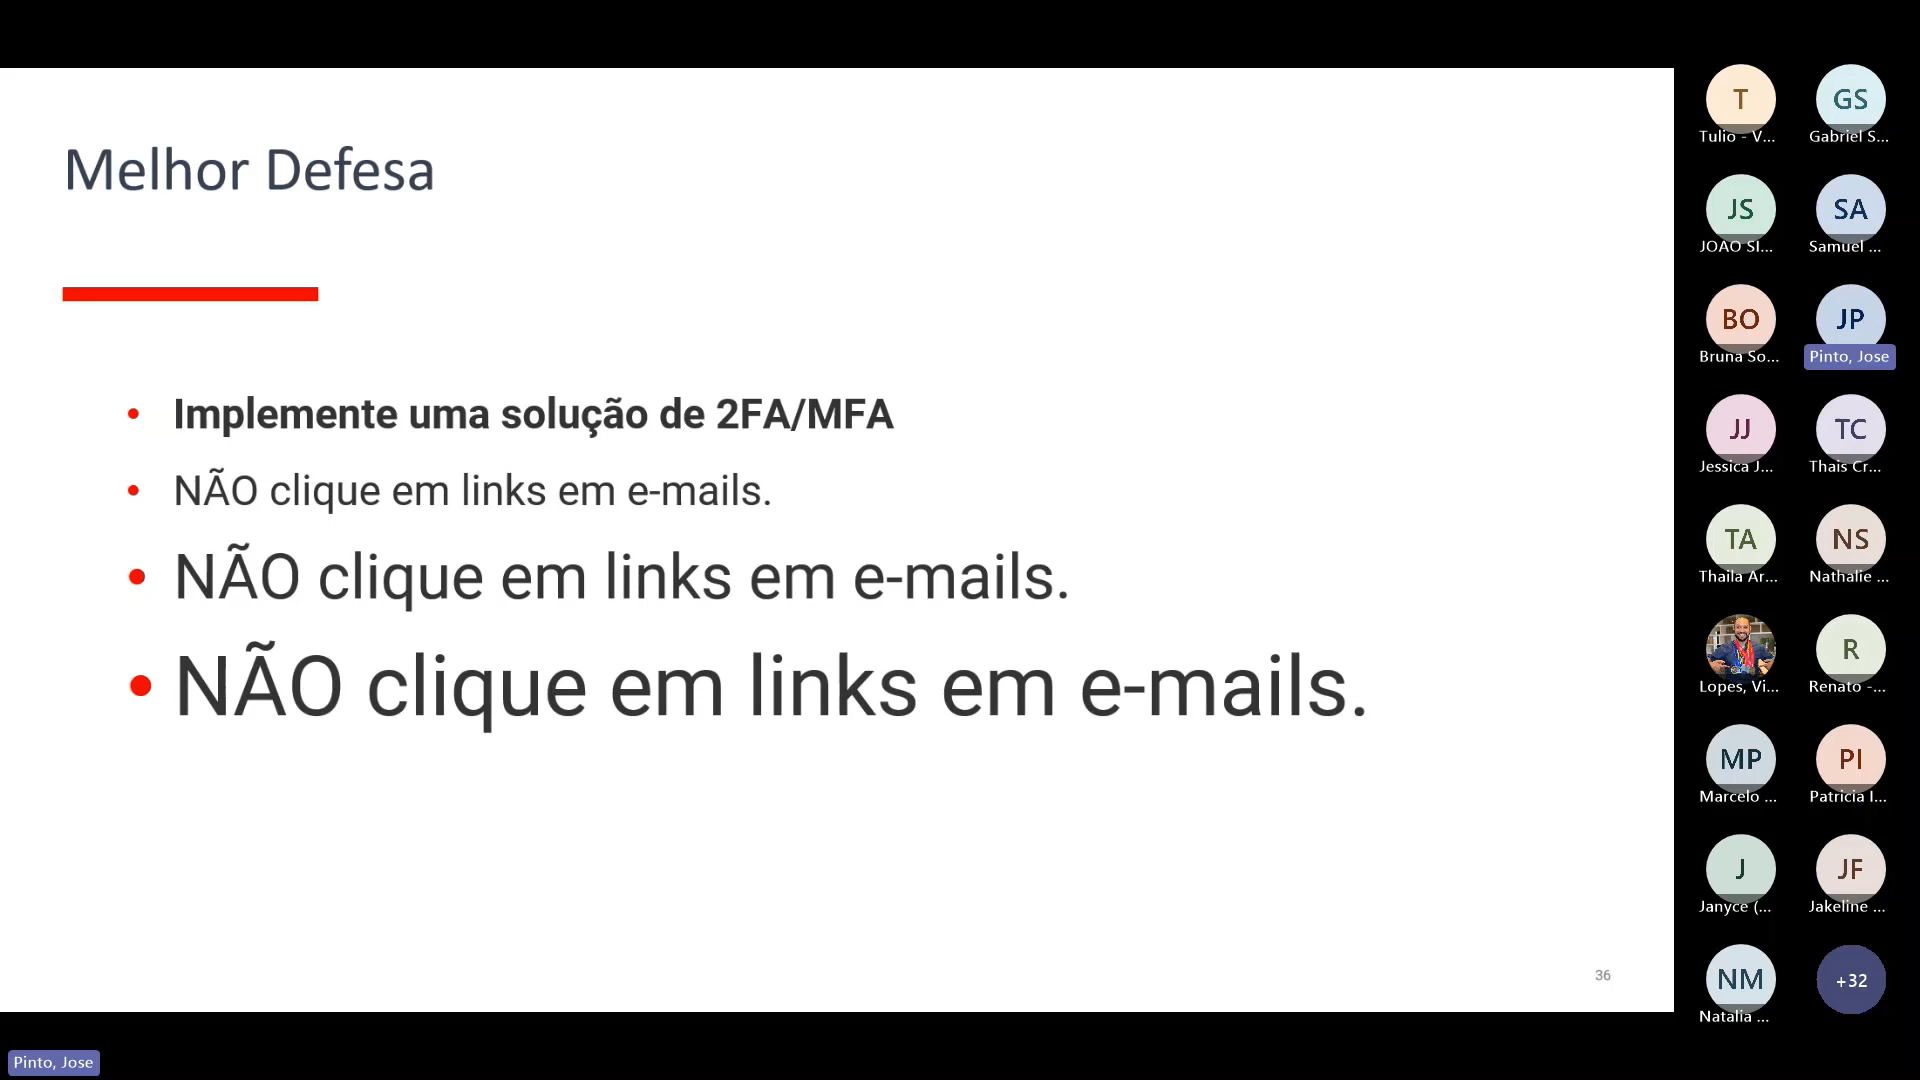 Melhor Defesa
• Implemente uma solução de 2FA/MFA
• NÃO clique em links em e-mails.
• NÃO clique em links em e-mails.
• NÃO clique em links em e-mails.
36
T
Tulio - V...
GS
Gabriel S...
JS
JOAO SI...
SA
Samuel ...
BO
Bruna So...
JP
Pinto, Jose
JJ
Jessica J...
TC
Thais Cr...
TA
Thaila Ar...
NS
Nathalie ...
Lopes, Vi...
R
Renato -...
MP
Marcelo ...
PI
Patricia I...
J
Janyce (...
JF
Jakeline ...
NM
Natalia ...
+32
Pinto, Jose